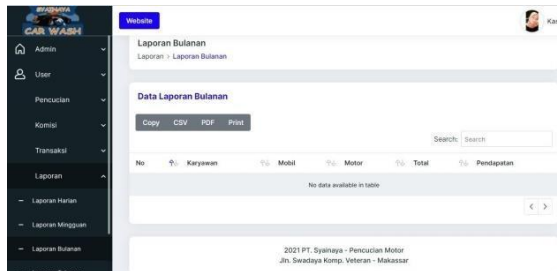 SYAINAYA
CAR WASH
Website
Kas
Admin
User
Pencucian
Komisi
Transaksi
Laporan
Laporan Harian
Laporan Mingguan
Laporan Bulanan
Laporan Bulanan
Laporan > Laporan Bulanan
Data Laporan Bulanan
Copy CSV PDF Print
Search: Search
No Karyawan Mobil Motor Total Pendapatan
No data available in table
< >
2021 PT. Syainaya - Pencucian Motor
Jln. Swadaya Komp. Veteran - Makassar